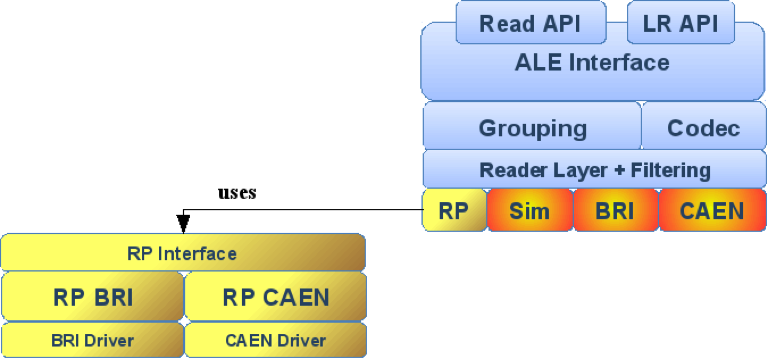 Read API LR API
ALE Interface
Grouping Codec
Reader Layer + Filtering
uses
RP Sim BRI CAEN
RP Interface
RP BRI RP CAEN
BRI Driver CAEN Driver